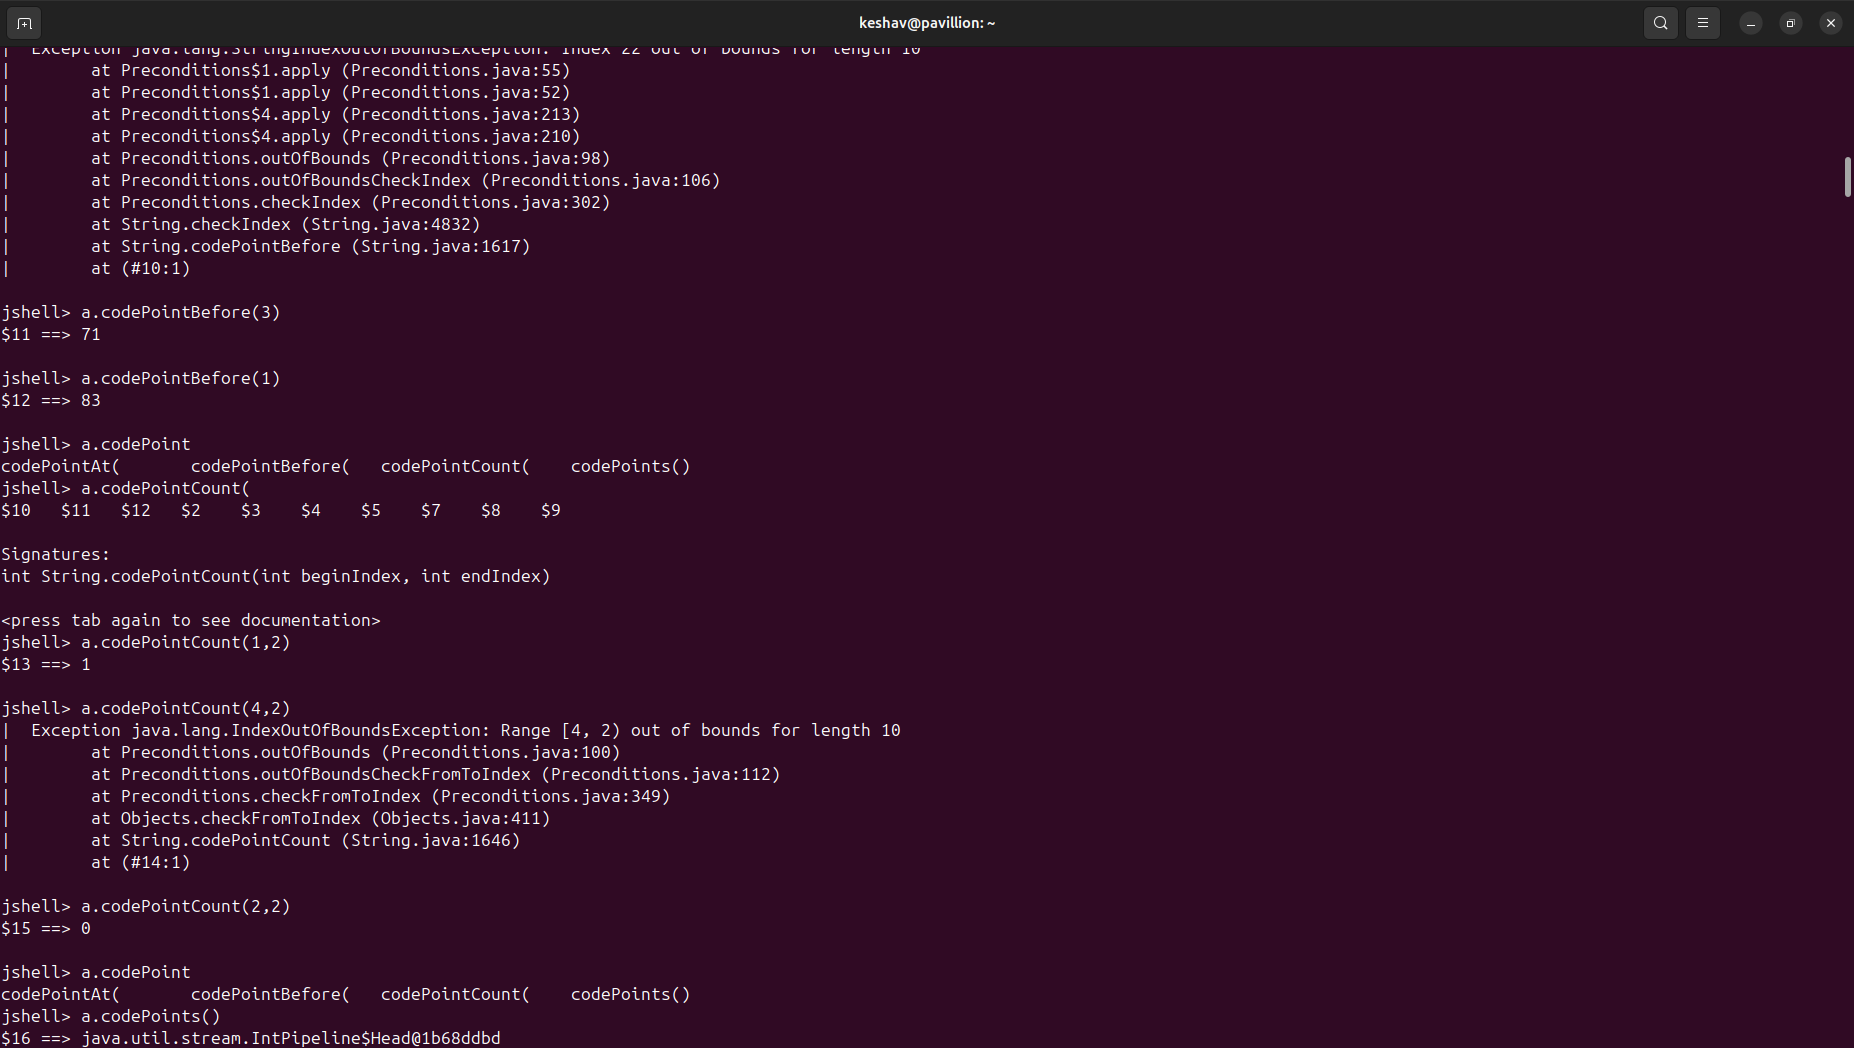 keshav@pavillion: ~
|  Exception java.lang.StringIndexOutOfBoundsException: Index 22 out of bounds for length 10
|        at Preconditions$1.apply (Preconditions.java:55)
|        at Preconditions$1.apply (Preconditions.java:52)
|        at Preconditions$4.apply (Preconditions.java:213)
|        at Preconditions$4.apply (Preconditions.java:210)
|        at Preconditions.outOfBounds (Preconditions.java:98)
|        at Preconditions.outOfBoundsCheckIndex (Preconditions.java:106)
|        at Preconditions.checkIndex (Preconditions.java:302)
|        at String.checkIndex (String.java:4832)
|        at String.codePointBefore (String.java:1617)
|        at (#10:1)
jshell> a.codePointBefore(3)
$11 ==> 71
jshell> a.codePointBefore(1)
$12 ==> 83
jshell> a.codePoint
codePointAt(       codePointBefore(   codePointCount(    codePoints()
jshell> a.codePointCount(
$10   $11   $12   $2    $3    $4    $5    $7    $8    $9
Signatures:
int String.codePointCount(int beginIndex, int endIndex)
<press tab again to see documentation>
jshell> a.codePointCount(1,2)
$13 ==> 1
jshell> a.codePointCount(4,2)
|  Exception java.lang.IndexOutOfBoundsException: Range [4, 2) out of bounds for length 10
|        at Preconditions.outOfBounds (Preconditions.java:100)
|        at Preconditions.outOfBoundsCheckFromToIndex (Preconditions.java:112)
|        at Preconditions.checkFromToIndex (Preconditions.java:349)
|        at Objects.checkFromToIndex (Objects.java:411)
|        at String.codePointCount (String.java:1646)
|        at (#14:1)
jshell> a.codePointCount(2,2)
$15 ==> 0
jshell> a.codePoint
codePointAt(       codePointBefore(   codePointCount(    codePoints()
jshell> a.codePoints()
$16 ==> java.util.stream.IntPipeline$Head@1b68ddbd